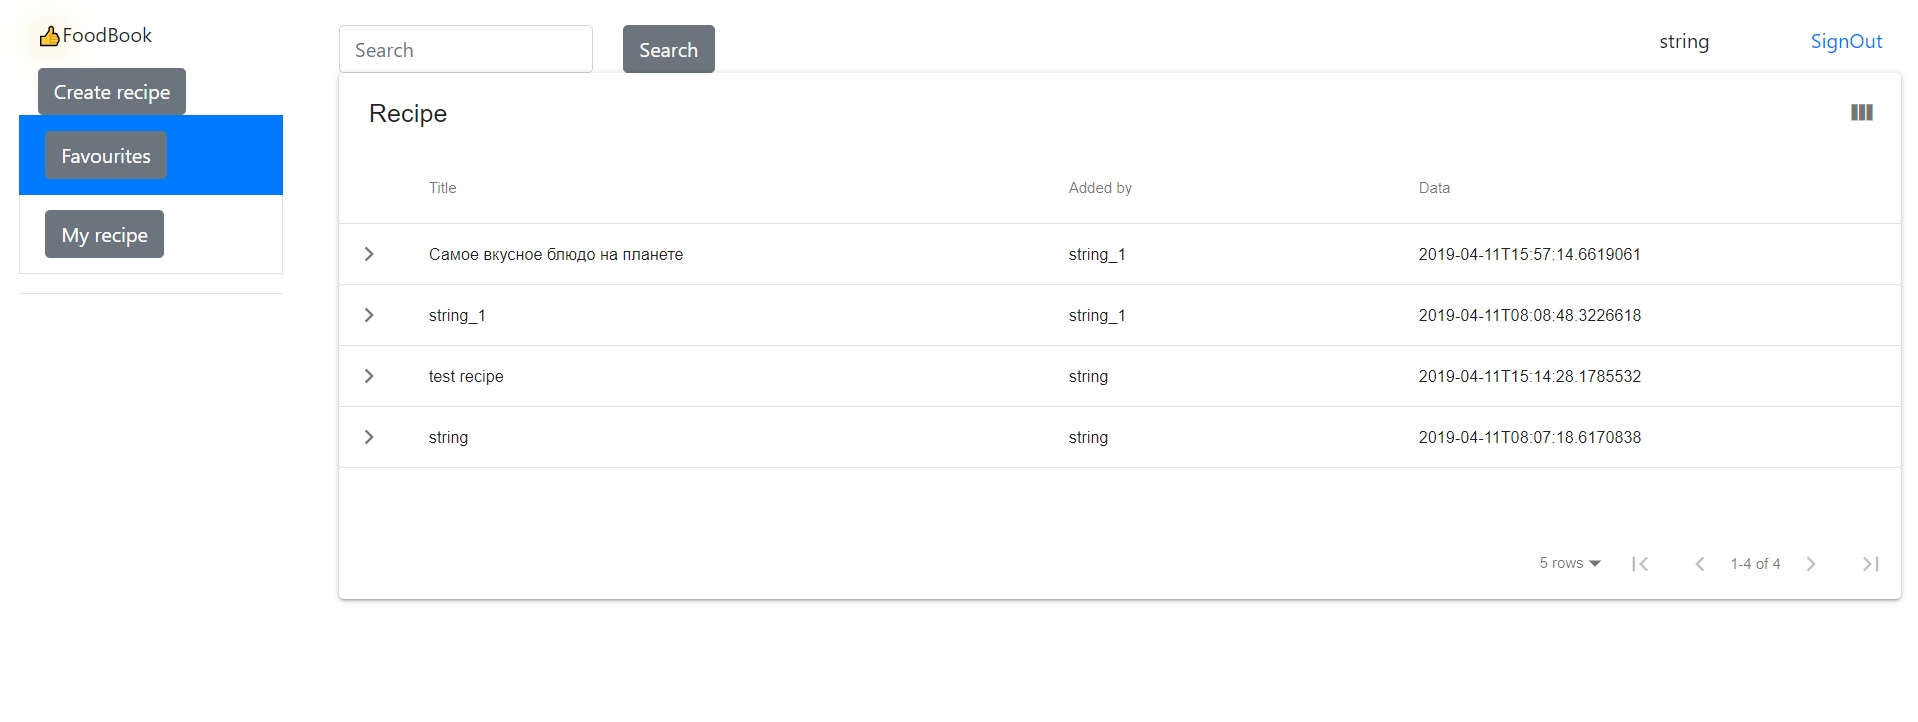 FoodBook
Create recipe
Favourites
My recipe
Search Search string SignOut
Recipe
Title Added by Data
Самое вкусное блюдо на планете string_1 2019-04-11T15:57:14.6619061
string_1 string_1 2019-04-11T08:08:48.3226618
test recipe string 2019-04-11T15:14:28.1785532
string string 2019-04-11T08:07:18.6170838
5 rows 1-4 of 4